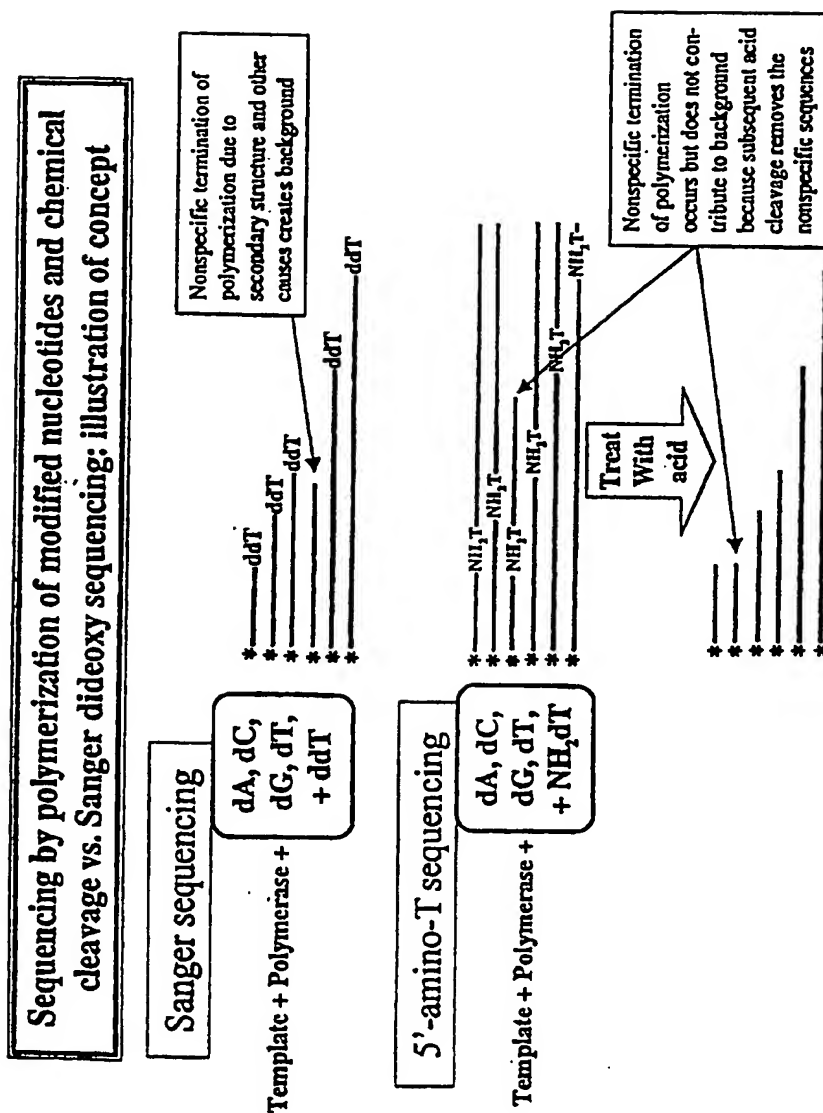 Sequencing by polymerization of modified nucleotides and chemical
cleavage vs. Sanger dideoxy sequencing: illustration of concept
Sanger sequencing
Template + Polymerase +
dA, dC,
dG, dT,
+ ddT
* ddT
* ddT
* ddT
*
* ddT
* ddT
Nonspecific termination of
polymerization due to
secondary structure and other
causes creates background
5'-amino-T sequencing
Template + Polymerase +
dA, dC,
dG, dT,
+ NH₂dT
* NH₂T
* NH₂T
* NH₂T
* NH₂T
* NH₂T
* NH₂T
Treat
With
acid
*
*
*
*
*
*
Nonspecific termination
of polymerization
occurs but does not con-
tribute to background
because subsequent acid
cleavage removes the
nonspecific sequences